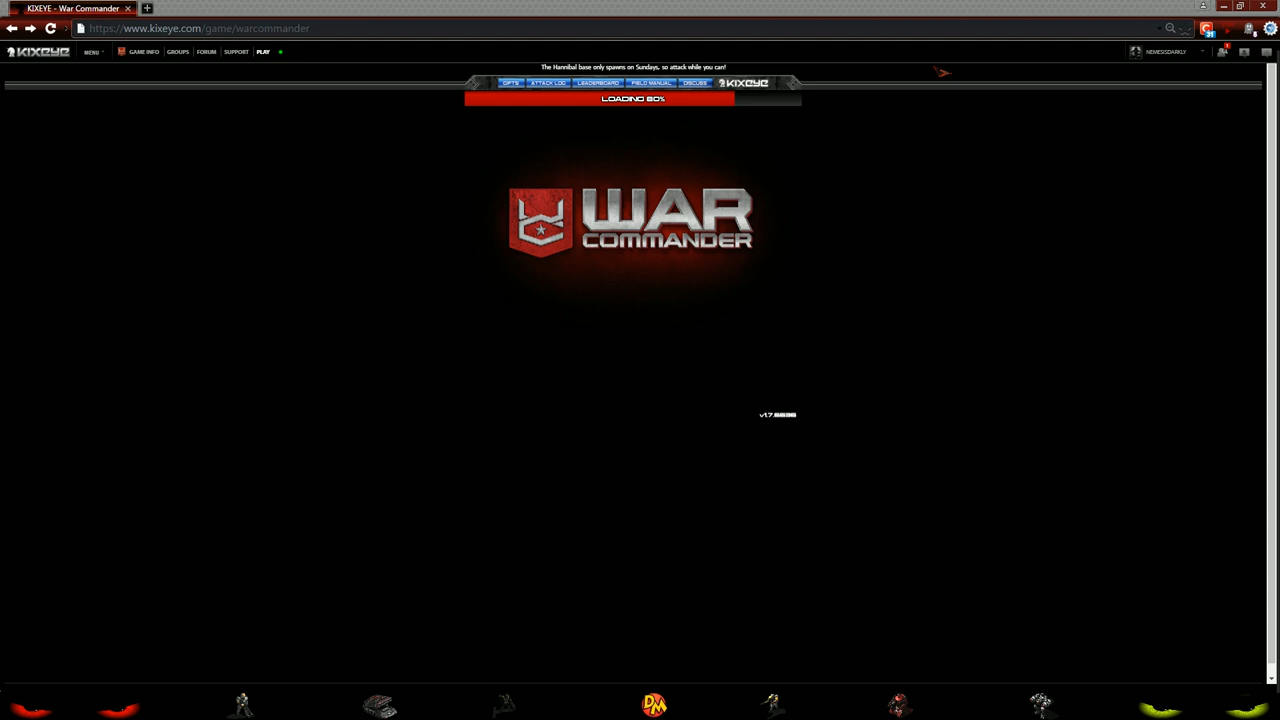 KIXEYE - War Commander
https://www.kixeye.com/game/warcommander
KIXEYE
MENU
GAME INFO
GROUPS
FORUM
SUPPORT
PLAY
NEMESISDARKLY
The Hannibal base only spawns on Sundays, so attack while you can!
GIFTS
ATTACK LOG
LEADERBOARD
FIELD MANUAL
DISCUSS
KIXEYE
LOADING 80%
WAR
COMMANDER
DM